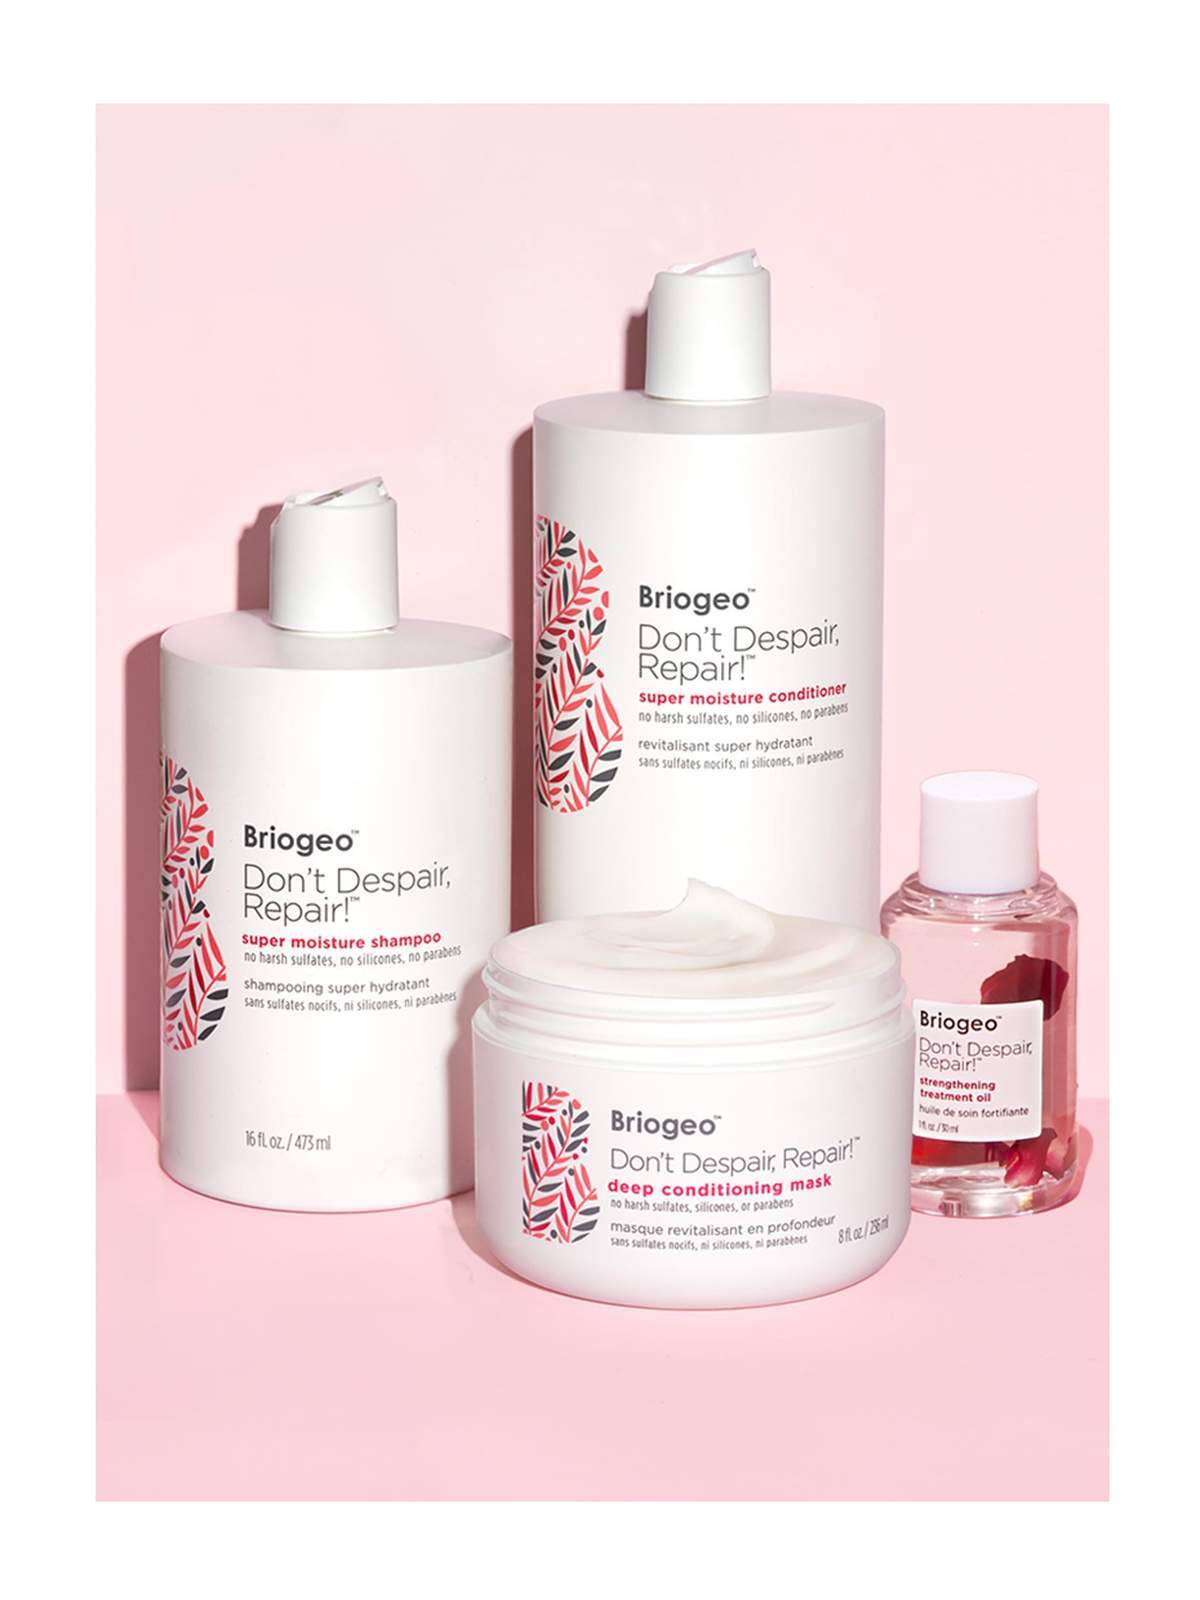 Briogeo™
Don't Despair,
Repair!™
super moisture conditioner
no harsh sulfates, no silicones, no parabens
revitalisant super hydratant
sans sulfates nocifs, ni silicones, ni parabènes
Briogeo™
Don't Despair,
Repair!™
super moisture shampoo
no harsh sulfates, no silicones, no parabens
shampooing super hydratant
sans sulfates nocifs, ni silicones, ni parabènes
16 fl. oz. / 473 ml
Briogeo™
Don't Despair, Repair!™
deep conditioning mask
no harsh sulfates, silicones, or parabens
masque revitalisant en profondeur
sans sulfates nocifs, ni silicones, ni parabènes
8 fl. oz. / 236 ml
Briogeo™
Don't Despair,
Repair!™
strengthening
treatment oil
huile de soin fortifiante
1 fl. oz. / 30 ml